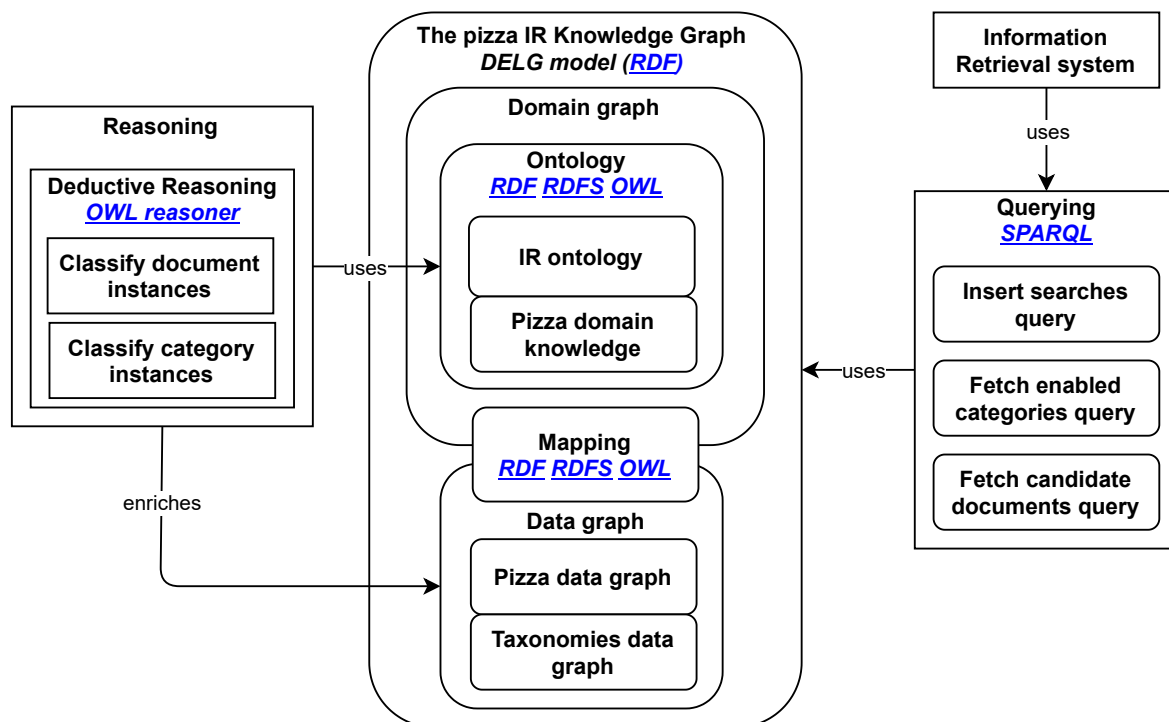 Reasoning
Deductive Reasoning
OWL reasoner
Classify document
instances
Classify category
instances
uses
enriches
The pizza IR Knowledge Graph
DELG model (RDF)
Domain graph
Ontology
RDF RDFS OWL
IR ontology
Pizza domain
knowledge
Mapping
RDF RDFS OWL
Data graph
Pizza data graph
Taxonomies data
graph
uses
Information
Retrieval system
uses
Querying
SPARQL
Insert searches
query
Fetch enabled
categories query
Fetch candidate
documents query